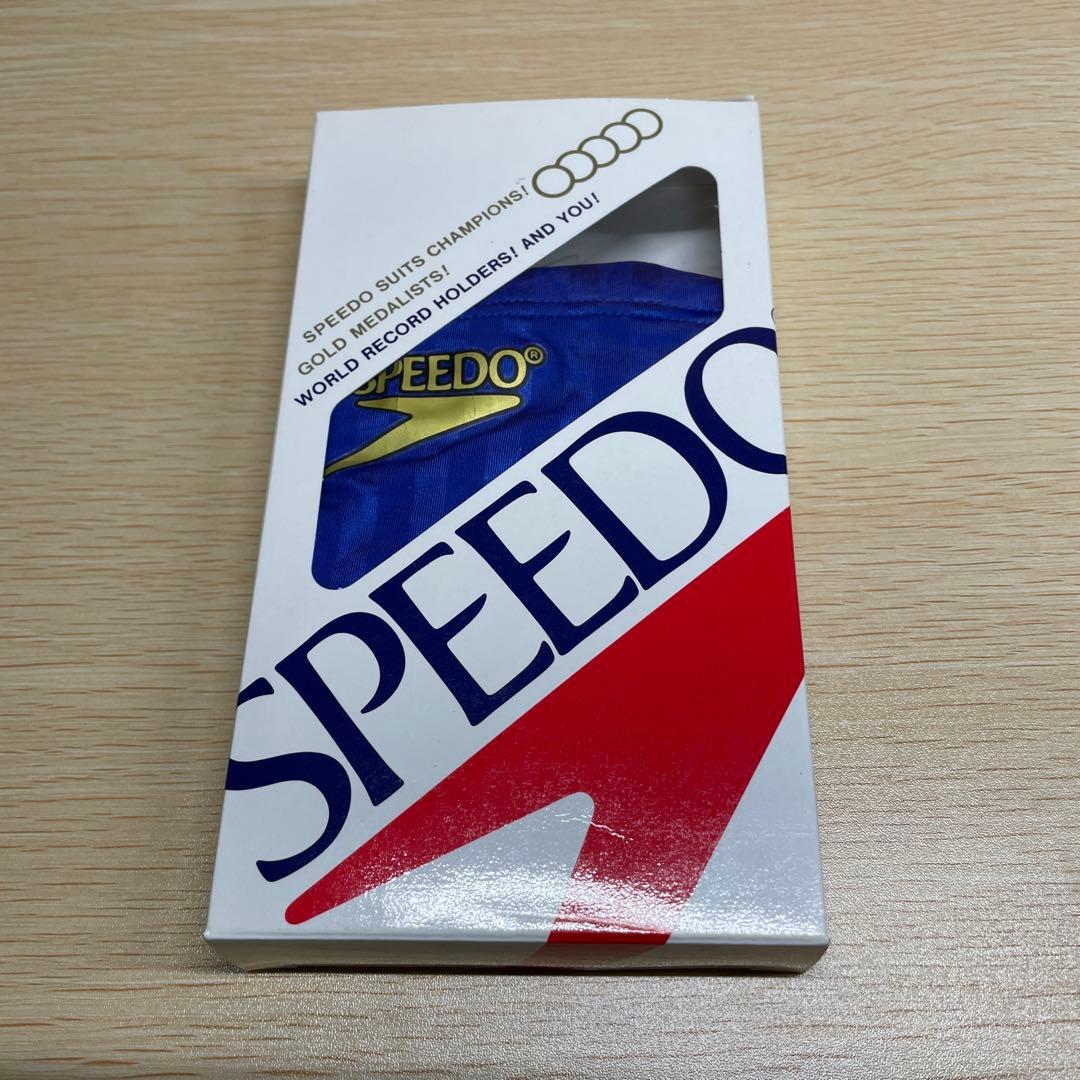 SPEEDO SUITS CHAMPIONS!
GOLD MEDALISTS!
WORLD RECORD HOLDERS! AND YOU!
SPEEDO®
SPEEDO